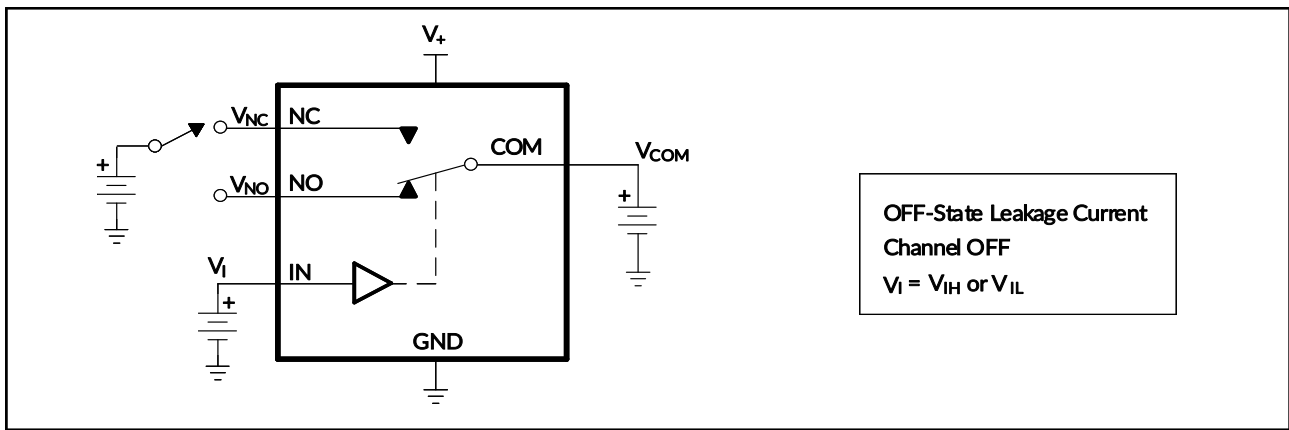 V+
VNC NC
+
COM
VCOM
VNO NO
+
VI IN
+
GND
OFF-State Leakage Current
Channel OFF
VI = VIH or VIL